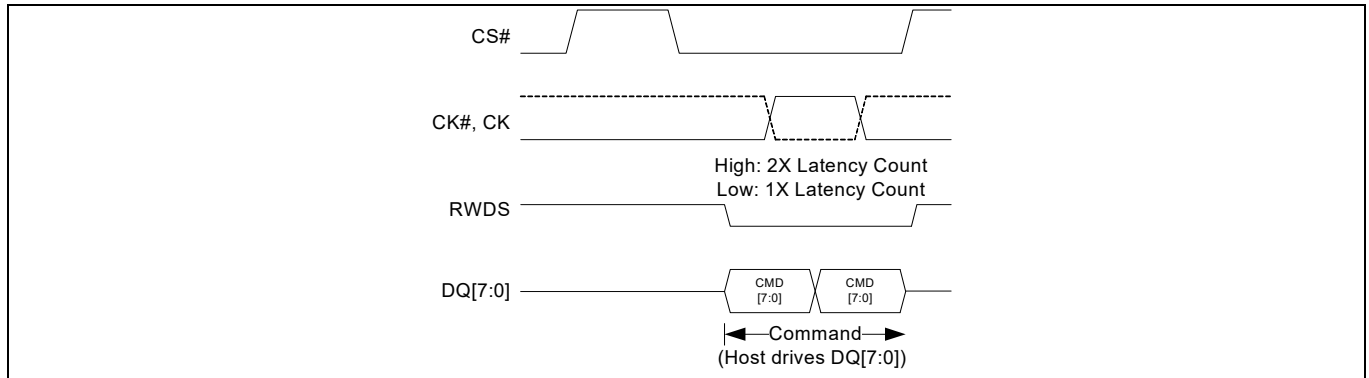 CS#
CK#, CK
High: 2X Latency Count
Low: 1X Latency Count
RWDS
DQ[7:0]
CMD CMD
[7:0] [7:0]
Command
(Host drives DQ[7:0])